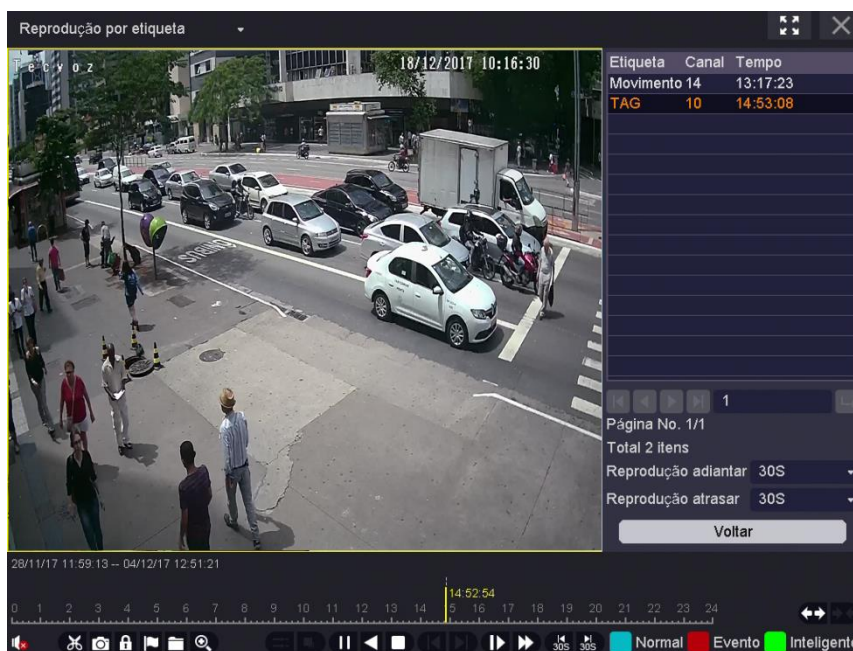 Reprodução por etiqueta
Tecvoz
18/12/2017 10:16:30
ONIBUS
Etiqueta Canal Tempo
Movimento 14 13:17:23
TAG 10 14:53:08
1
Página No. 1/1
Total 2 itens
Reprodução adiantar 30S
Reprodução atrasar 30S
Voltar
28/11/17 11:59:13 -- 04/12/17 12:51:21
14:52:54
0 1 2 3 4 5 6 7 8 9 10 11 12 13 14 5 16 17 18 19 20 21 22 23 24
30S 30S Normal Evento Inteligente